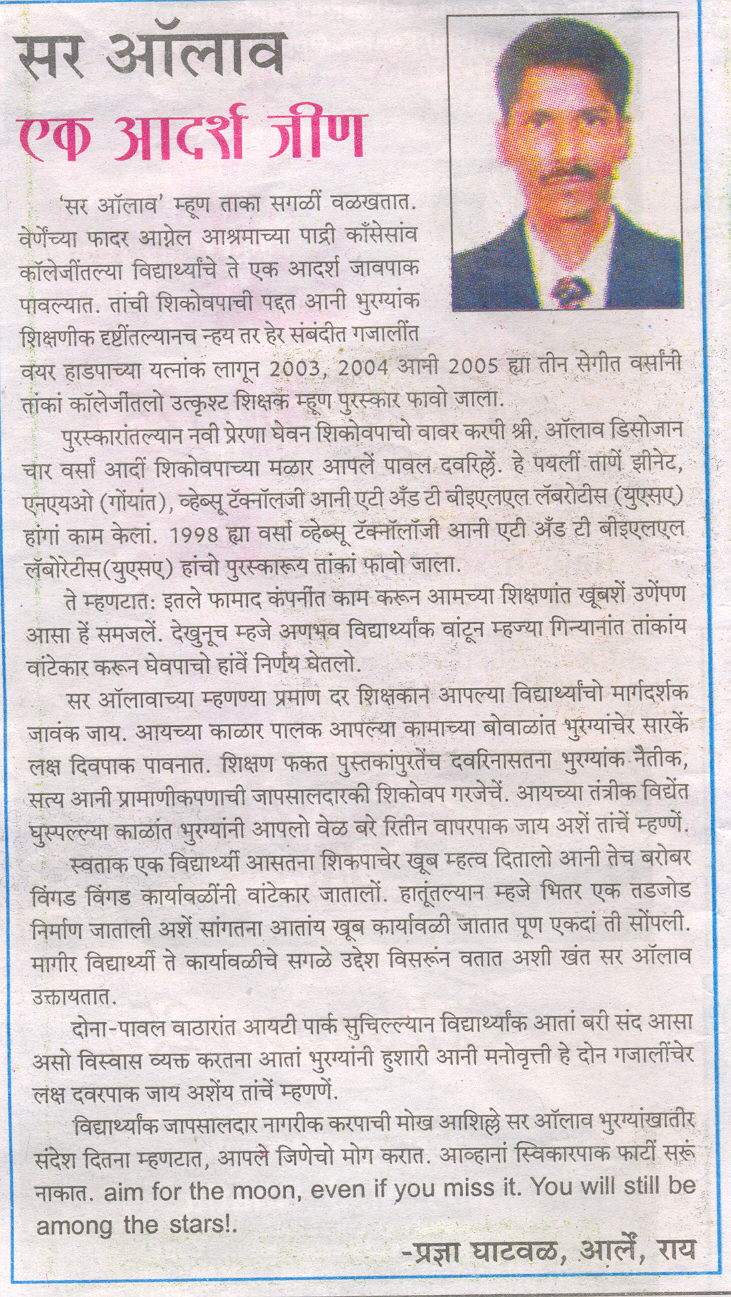 सर ऑलाव
एक आदर्श जीण
‘सर ऑलाव’ म्हूण ताका सगळीं वळखतात.
वेर्णेच्या फादर आग्नेल आश्रमाच्या पाद्री काँसेसांव
कॉलेजींतल्या विद्यार्थ्यांचे ते एक आदर्श जावपाक
पावल्यात. तांची शिकोवपाची पद्दत आनी भुरग्यांक
शिक्षणीक दृष्टींतल्यानच न्हय तर हेर संबंदीत गजालींत
वयर हाडपाच्या यत्नांक लागून 2003, 2004 आनी 2005 ह्या तीन सेगीत वर्सांनी
तांकां कॉलेजींतलो उत्कृश्ट शिक्षक म्हूण पुरस्कार फावो जाला.
पुरस्कारांतल्यान नवी प्रेरणा घेवन शिकोवपाचो वावर करपी श्री. ऑलाव डिसोजान
चार वर्सां आदीं शिकोवपाच्या मळार आपलें पावल दवरिल्लें. हे पयलीं ताणें झीनेट,
एनएयओ (गोंयांत), व्हेब्सू टॅक्नॉलजी आनी एटी अँड टी बीइएलएल लॅबरोटीस (युएसए)
हांगां काम केलां. 1998 ह्या वर्सा व्हेब्सू टॅक्नॉलॉजी आनी एटी अँड टी बीइएलएल
लॅबोरेटीस(युएसए) हांचो पुरस्कारूय तांकां फावो जाला.
ते म्हणटात: इतले फामाद कंपनींत काम करून आमच्या शिक्षणांत खूबशें उणेंपण
आसा हें समजलें. देखुनूच म्हजे अणभव विद्यार्थ्यांक वांटून म्हज्या गिन्यानांत तांकांय
वांटेकार करून घेवपाचो हांवें निर्णय घेतलो.
सर ऑलावाच्या म्हणण्या प्रमाण दर शिक्षकान आपल्या विद्यार्थ्यांचो मार्गदर्शक
जावंक जाय. आयच्या काळार पालक आपल्या कामाच्या बोवाळांत भुरग्यांचेर सारकें
लक्ष दिवपाक पावनात. शिक्षण फकत पुस्तकांपुरतेंच दवरिनासतना भुरग्यांक नैतीक,
सत्य आनी प्रामाणीकपणाची जापसालदारकी शिकोवप गरजेचें. आयच्या तंत्रीक विद्येंत
घुस्पल्ल्या काळांत भुरग्यांनी आपलो वेळ बरे रितीन वापरपाक जाय अशें तांचें म्हण्णें.
स्वताक एक विद्यार्थ्यी आसतना शिकपाचेर खूब म्हत्व दितालो आनी तेच बरोबर
विंगड विंगड कार्यावळींनी वांटेकार जातालों. हातूंतल्यान म्हजे भितर एक तडजोड
निर्माण जाताली अशें सांगतना आतांय खूब कार्यावळी जातात पूण एकदां ती सोंपली.
मागीर विद्यार्थ्यी ते कार्यावळीचे सगळे उद्देश विसरून वतात अशी खंत सर ऑलाव
उक्तायतात.
दोना-पावल वाठारांत आयटी पार्क सुचिल्ल्यान विद्यार्थ्यांक आतां बरी संद आसा
असो विस्वास व्यक्त करतना आतां भुरग्यांनी हुशारी आनी मनोवृत्ती हे दोन गजालींचेर
लक्ष दवरपाक जाय अशेंय तांचें म्हणणें.
विद्यार्थ्यांक जापसालदार नागरीक करपाची मोख आशिल्ले सर ऑलाव भुरग्यांखातीर
संदेश दितना म्हणटात, आपले जिणेचो मोग करात. आव्हानां स्विकारपाक फाटीं सरूं
नाकात. aim for the moon, even if you miss it. You will still be
among the stars!.
-प्रज्ञा घाटवळ, आर्लें, राय